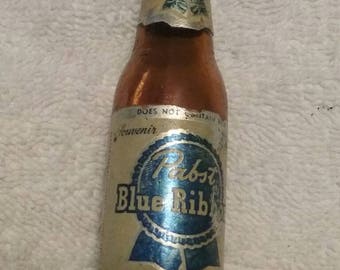 DOES NOT CONTAIN
Souvenir
Pabst
Blue Rib